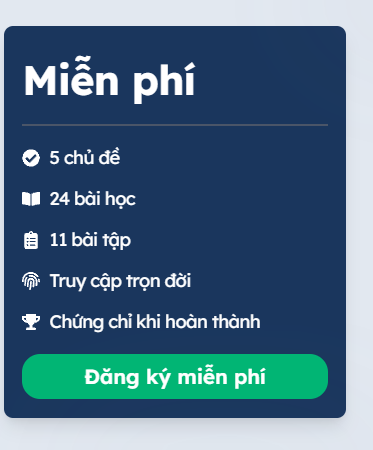 Miễn phí
5 chủ đề
24 bài học
11 bài tập
Truy cập trọn đời
Chứng chỉ khi hoàn thành
Đăng ký miễn phí